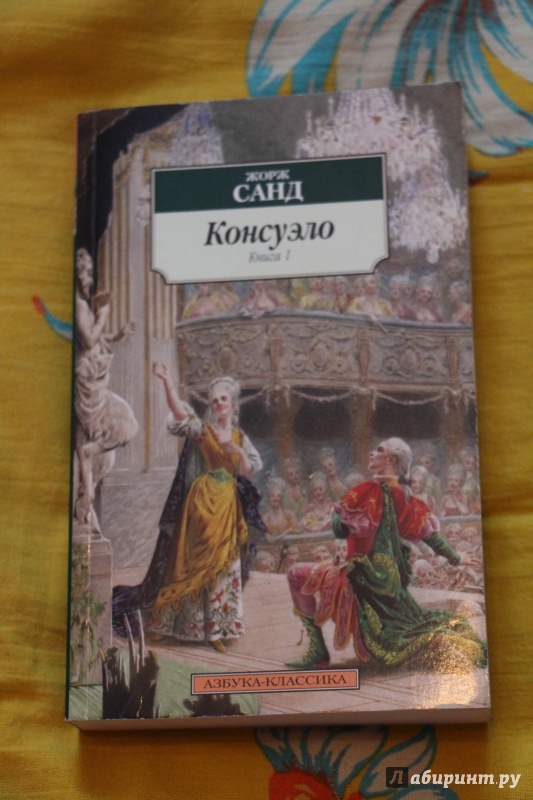 ЖОРЖ
САНД
Консуэло
Книга 1
АЗБУКА-КЛАССИКА
Лабиринт.ру